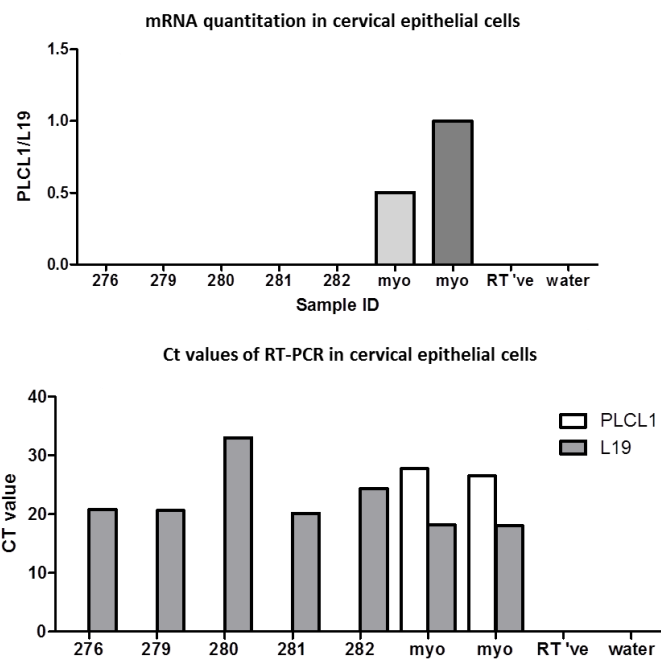 mRNA quantitation in cervical epithelial cells
1.5
1.0
0.5
0.0
PLCL1/L19
276 279 280 281 282 myo myo RT've water
Sample ID
Ct values of RT-PCR in cervical epithelial cells
40
30
20
10
0
CT value
PLCL1
L19
276 279 280 281 282 myo myo RT've water